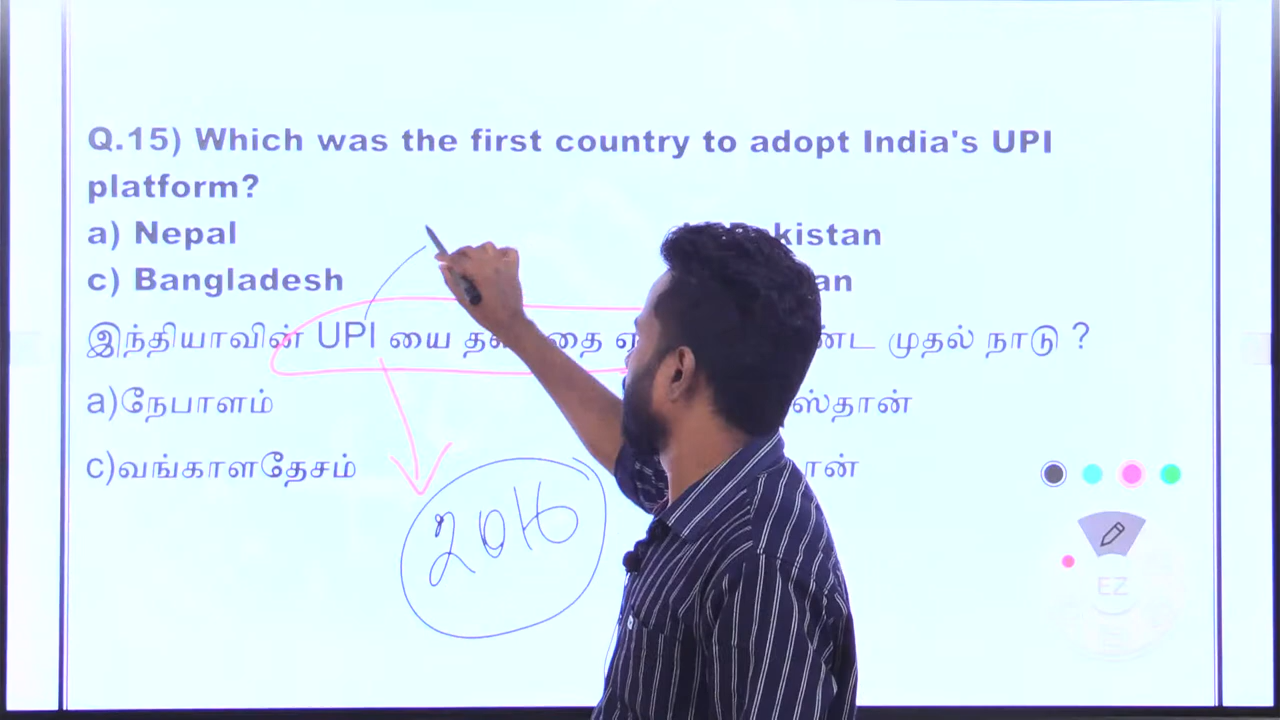 Q.15) Which was the first country to adopt India's UPI
platform?
a) Nepal
c) Bangladesh
இந்தியாவின் UPI யை முதல் நாடு ?
a)நேபாளம்
c)வங்காளதேசம்
2016
EZ